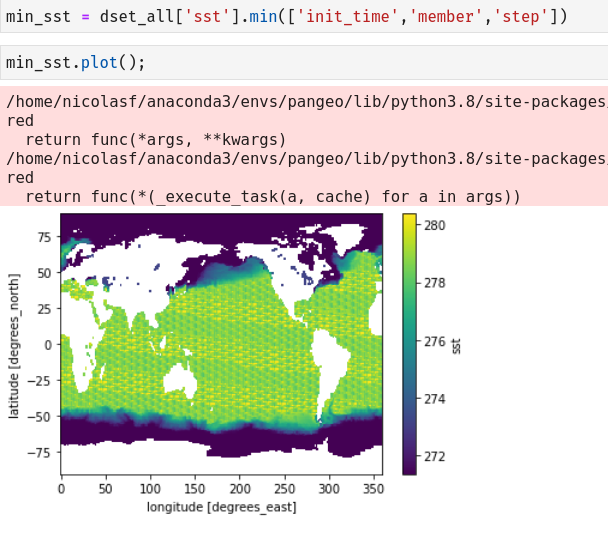 min_sst = dset_all['sst'].min(['init_time','member','step'])
min_sst.plot();
/home/nicolasf/anaconda3/envs/pangeo/lib/python3.8/site-packages/
red
  return func(*args, **kwargs)
/home/nicolasf/anaconda3/envs/pangeo/lib/python3.8/site-packages/
red
  return func(*(_execute_task(a, cache) for a in args))
75
50
25
0
−25
−50
−75
latitude [degrees_north]
0 50 100 150 200 250 300 350
longitude [degrees_east]
280
278
276
274
272
sst